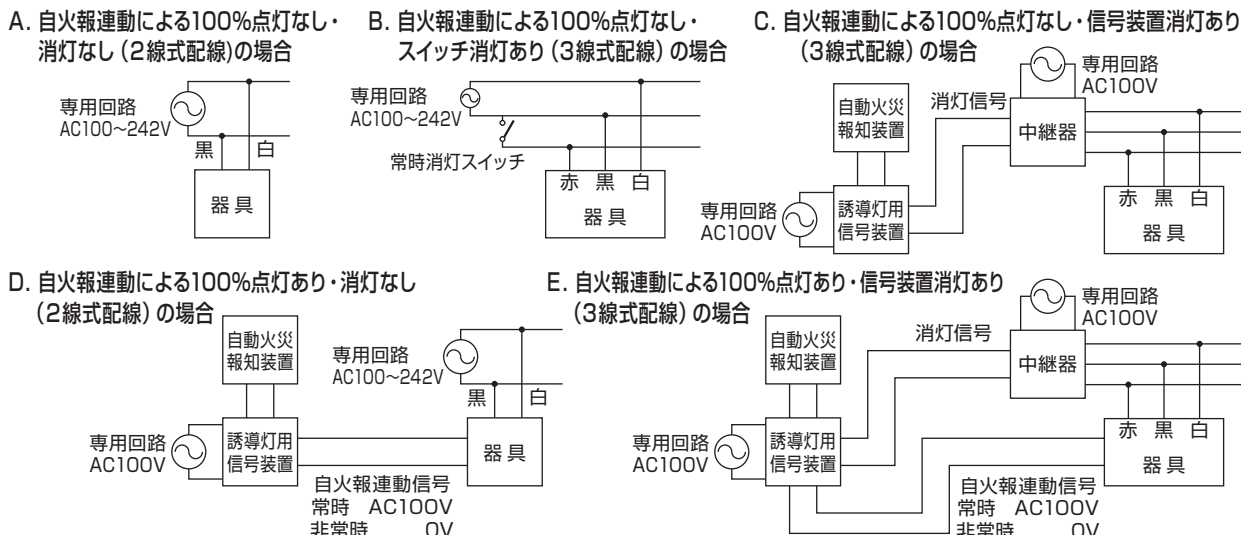 A. 自火報連動による100%点灯なし・
消灯なし(2線式配線)の場合
専用回路
AC100~242V
黒 白
器具
B. 自火報連動による100%点灯なし・
スイッチ消灯あり(3線式配線)の場合
専用回路
AC100~242V
常時消灯スイッチ
赤 黒 白
器具
C. 自火報連動による100%点灯なし・信号装置消灯あり
(3線式配線)の場合
専用回路
AC100V
自動火災
報知装置
消灯信号
中継器
専用回路
AC100V
誘導灯用
信号装置
赤 黒 白
器具
D. 自火報連動による100%点灯あり・消灯なし
(2線式配線)の場合
自動火災
報知装置
専用回路
AC100~242V
黒 白
専用回路
AC100V
誘導灯用
信号装置
器具
自火報連動信号
常時 AC100V
非常時 0V
E. 自火報連動による100%点灯あり・信号装置消灯あり
(3線式配線)の場合
専用回路
AC100V
自動火災
報知装置
消灯信号
中継器
専用回路
AC100V
誘導灯用
信号装置
赤 黒 白
器具
自火報連動信号
常時 AC100V
非常時 0V